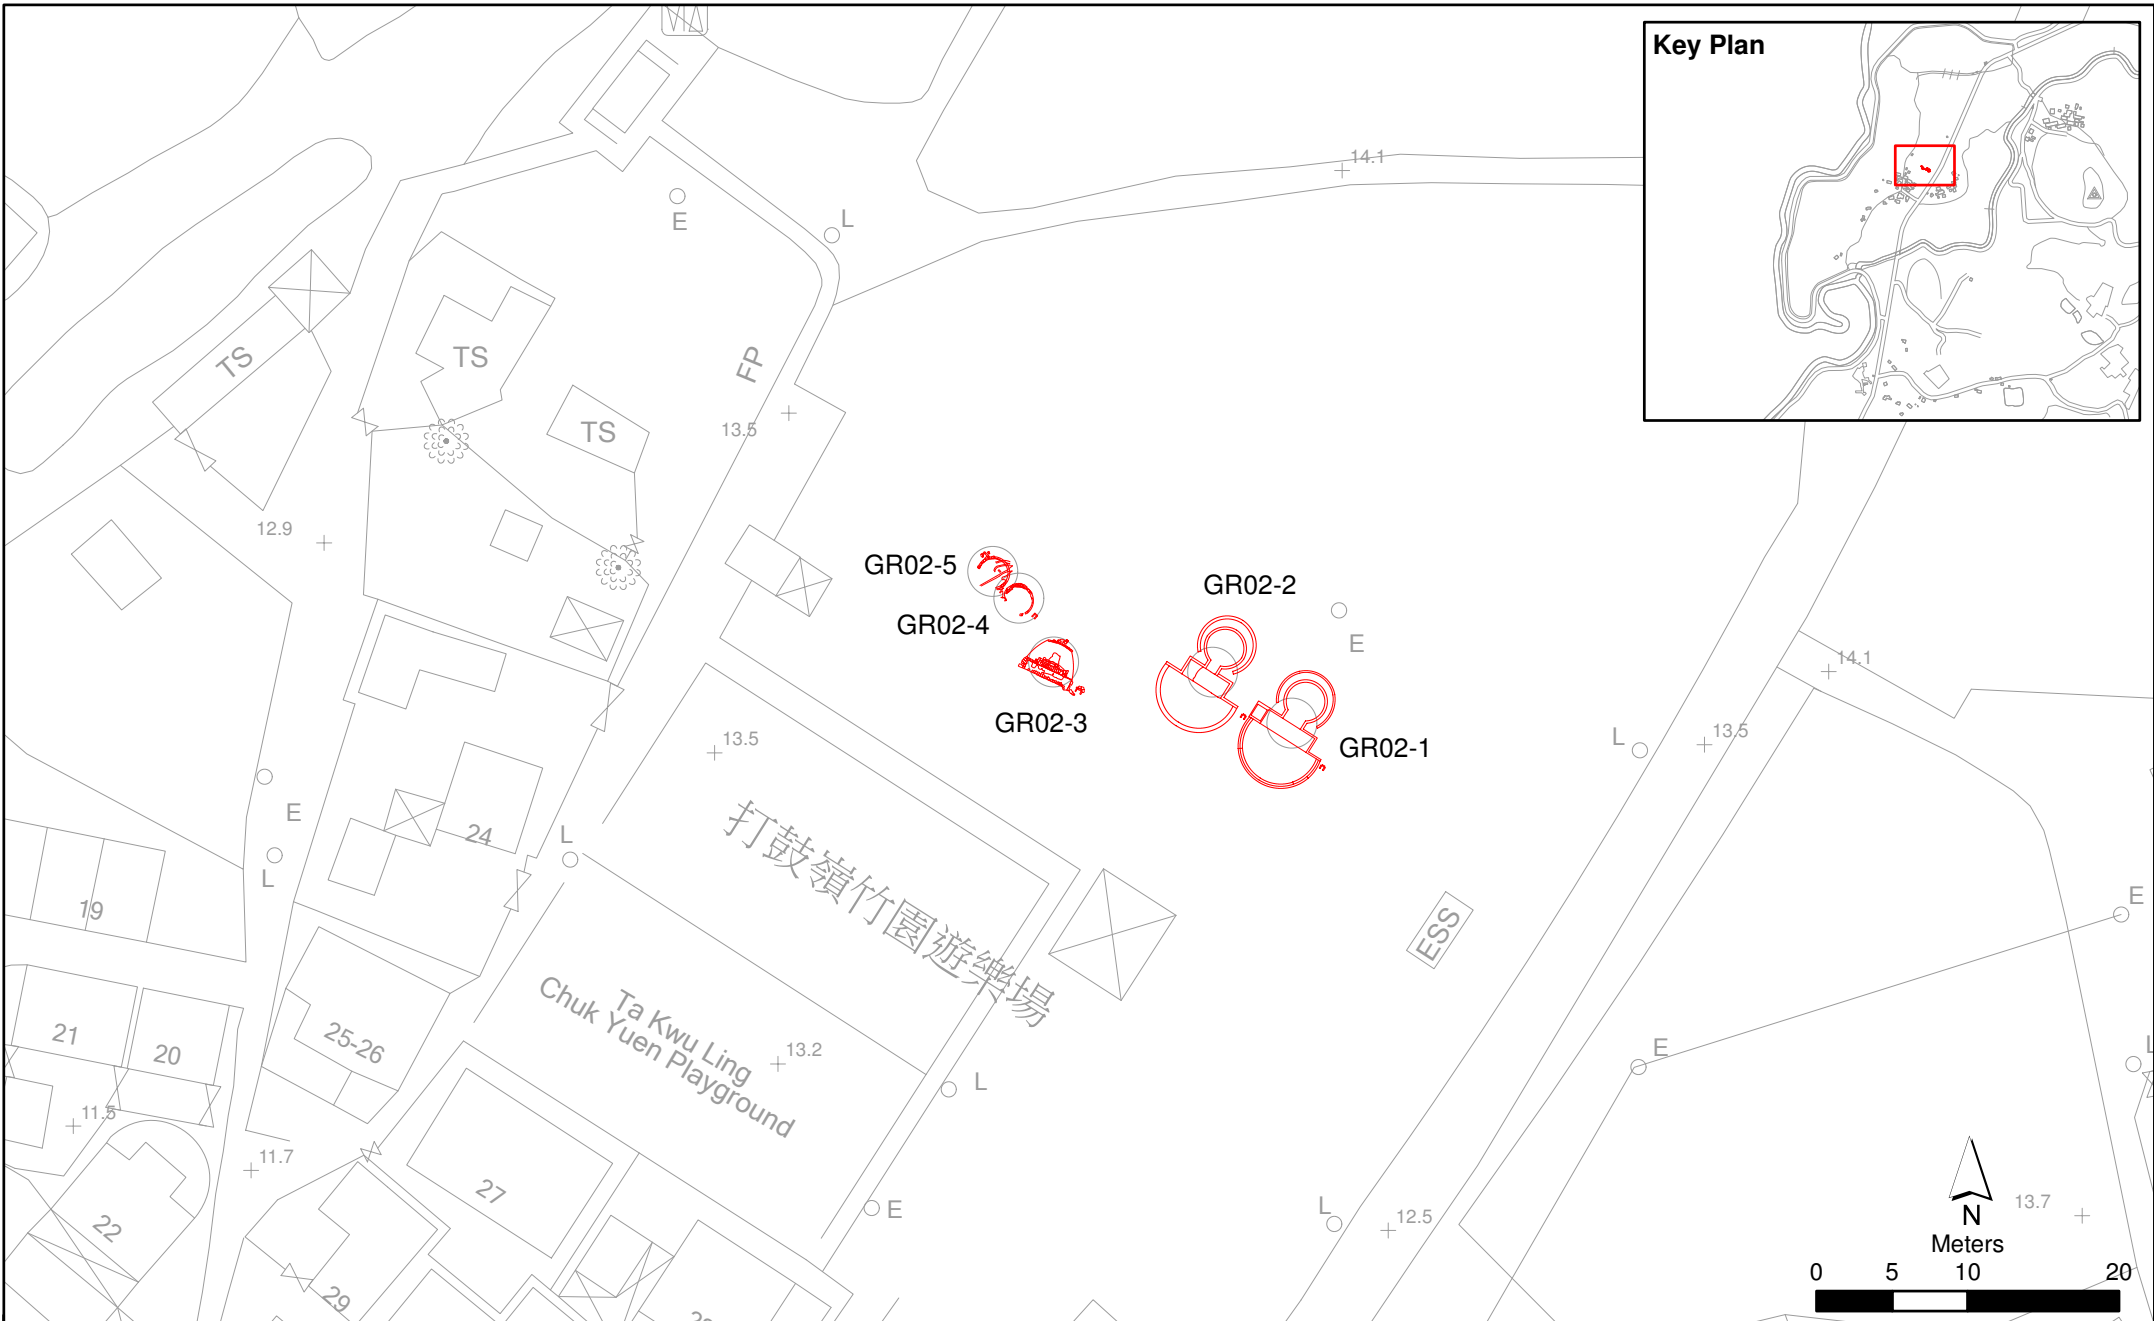 Key Plan
14.1
E
L
TS
TS
FP
TS
13.5
12.9
GR02-5
GR02-2
GR02-4
E
14.1
GR02-3
GR02-1
13.5
L
13.5
E
L
24
L
打鼓嶺竹園遊樂場
19
E
ESS
21
20
25-26
Ta Kwu Ling
Chuk Yuen Playground
13.2
E
L
L
11.5
11.7
27
E
22
29
L
12.5
13.7
N
Meters
0 5 10 20